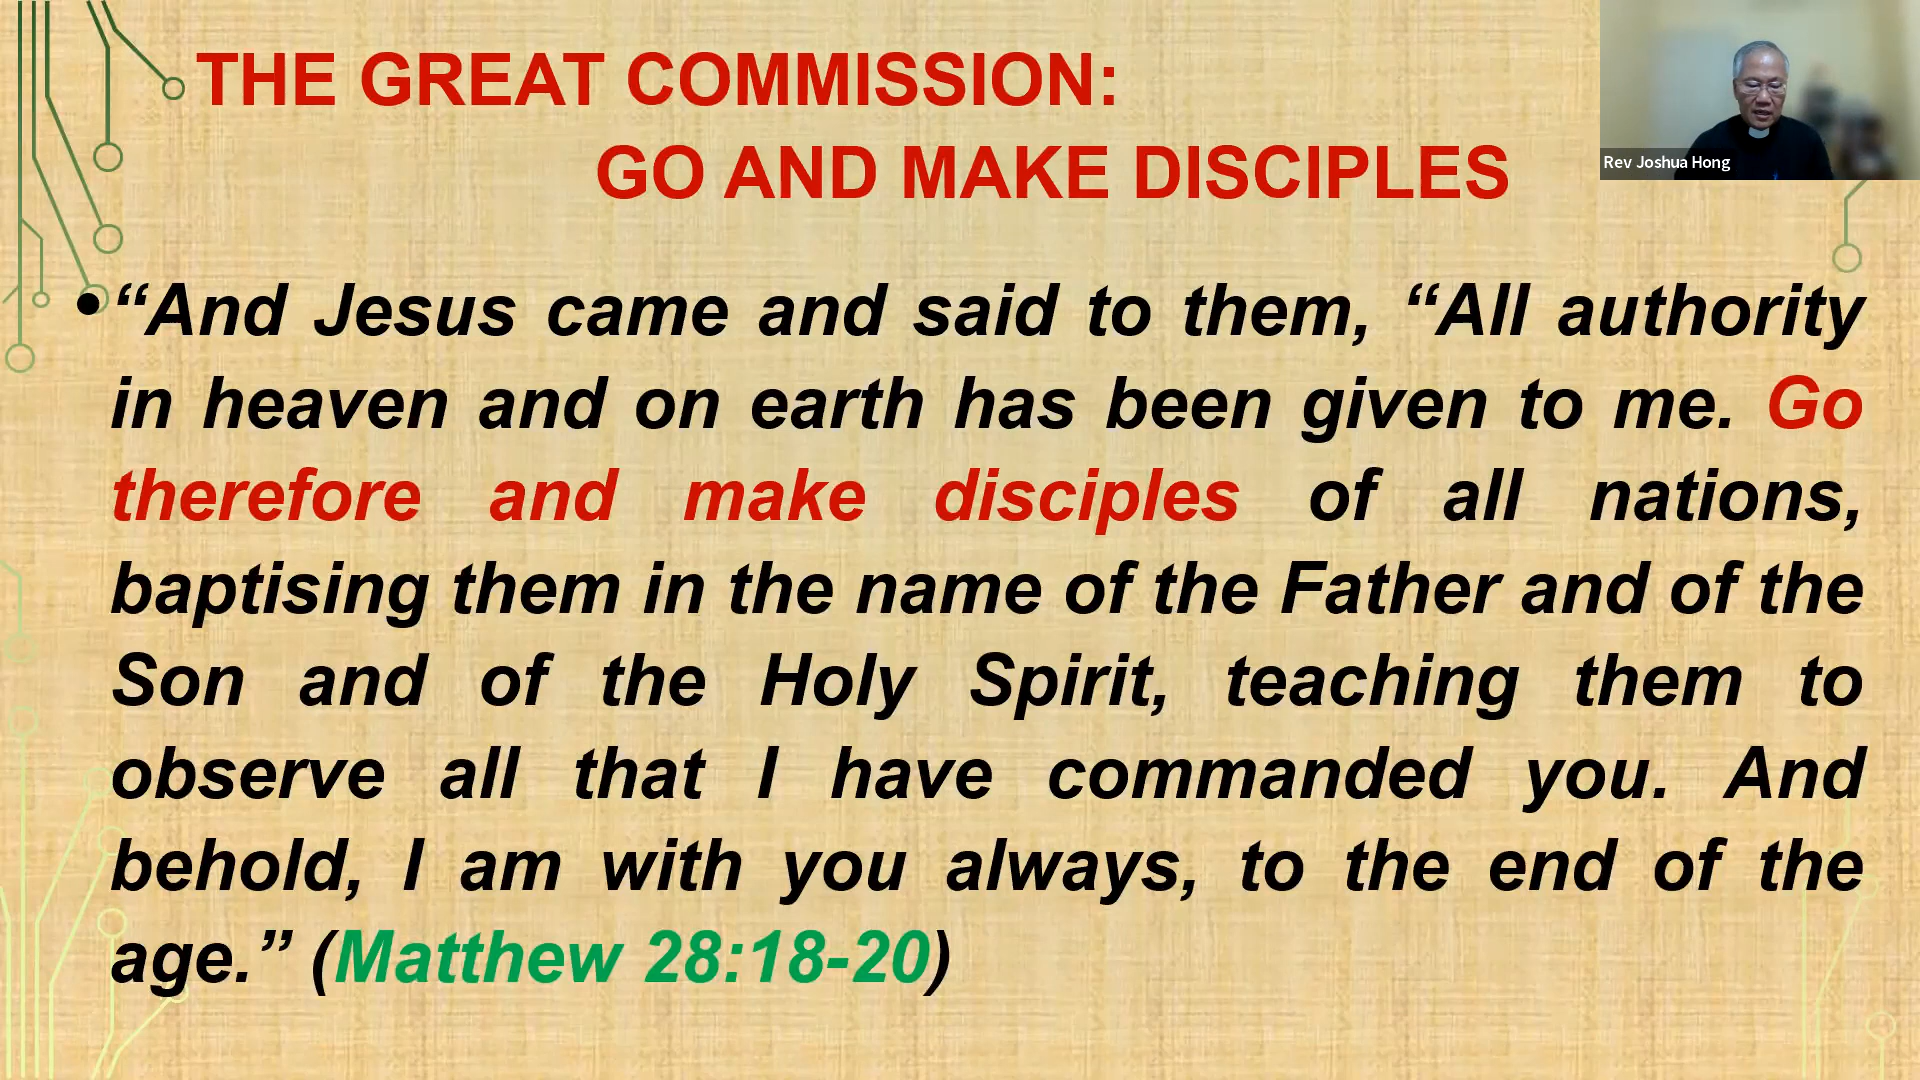 THE GREAT COMMISSION:
GO AND MAKE DISCIPLES
Rev Joshua Hong
•“And Jesus came and said to them, “All authority
in heaven and on earth has been given to me. Go
therefore and make disciples of all nations,
baptising them in the name of the Father and of the
Son and of the Holy Spirit, teaching them to
observe all that I have commanded you. And
behold, I am with you always, to the end of the
age.” (Matthew 28:18-20)